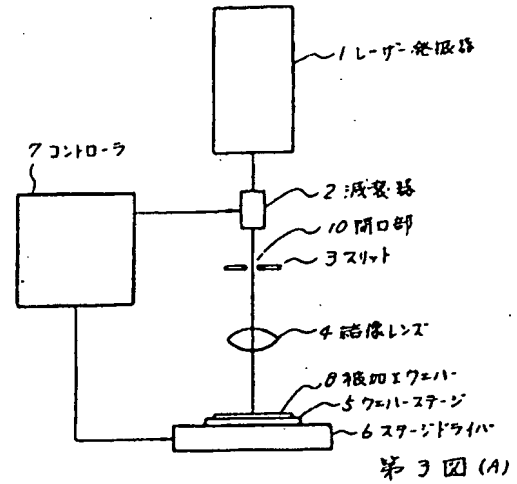 1 レーザー発振器
7 コントローラ
2 減衰器
10 開口部
3 スリット
4 結像レンズ
8 被加工ウェハー
5 ウェハーステージ
6 ステージドライバ
第3図(A)